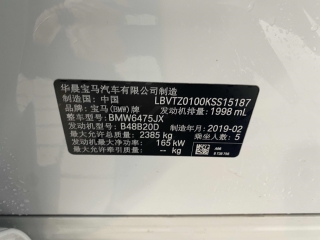 华晨宝马汽车有限公司制造
制造国：中国 LBVTZ0100KSS15187
品牌：宝马(BMW)牌 发动机排量：1998 mL
整车型号：BMW6475JX
发动机型号：B48B20D 制造年月：2019-02
最大允许总质量：2385 kg 乘坐人数：5
发动机最大净功率：165 kW
最大允许牵引总质量：-- kg